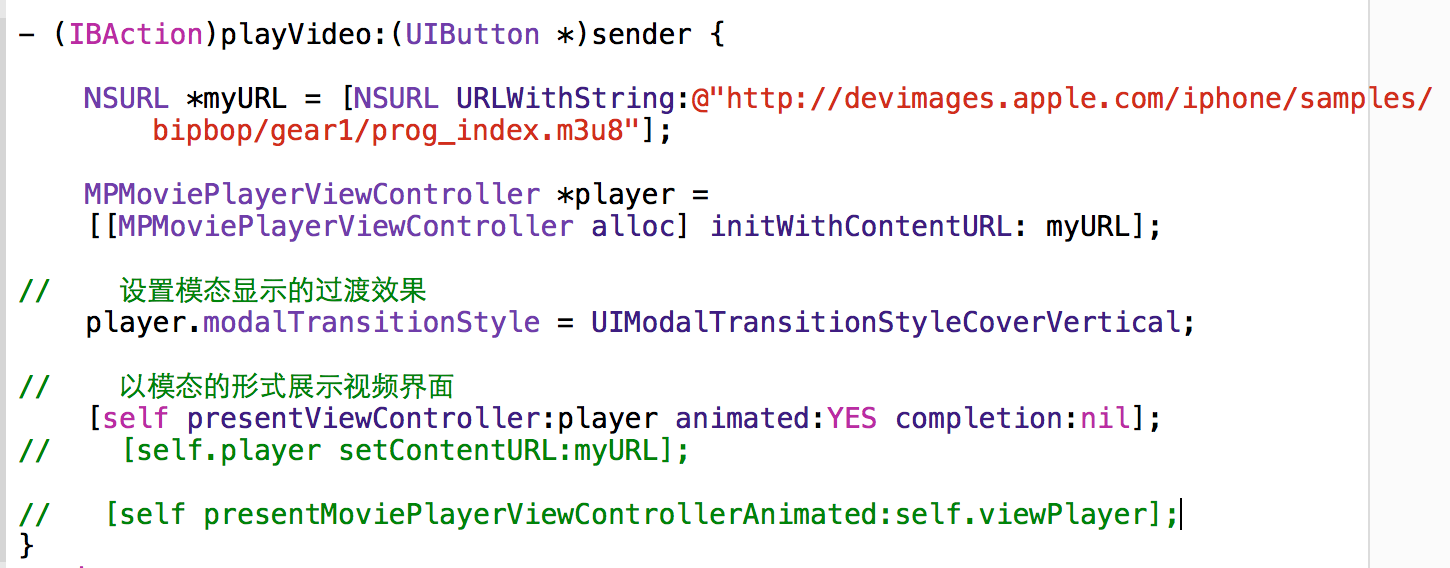 - (IBAction)playVideo:(UIButton *)sender {
NSURL *myURL = [NSURL URLWithString:@"http://devimages.apple.com/iphone/samples/
bipbop/gear1/prog_index.m3u8"];
MPMoviePlayerViewController *player =
[[MPMoviePlayerViewController alloc] initWithContentURL: myURL];
// 设置模态显示的过渡效果
player.modalTransitionStyle = UIModalTransitionStyleCoverVertical;
// 以模态的形式展示视频界面
[self presentViewController:player animated:YES completion:nil];
// [self.player setContentURL:myURL];
// [self presentMoviePlayerViewControllerAnimated:self.viewPlayer];
}